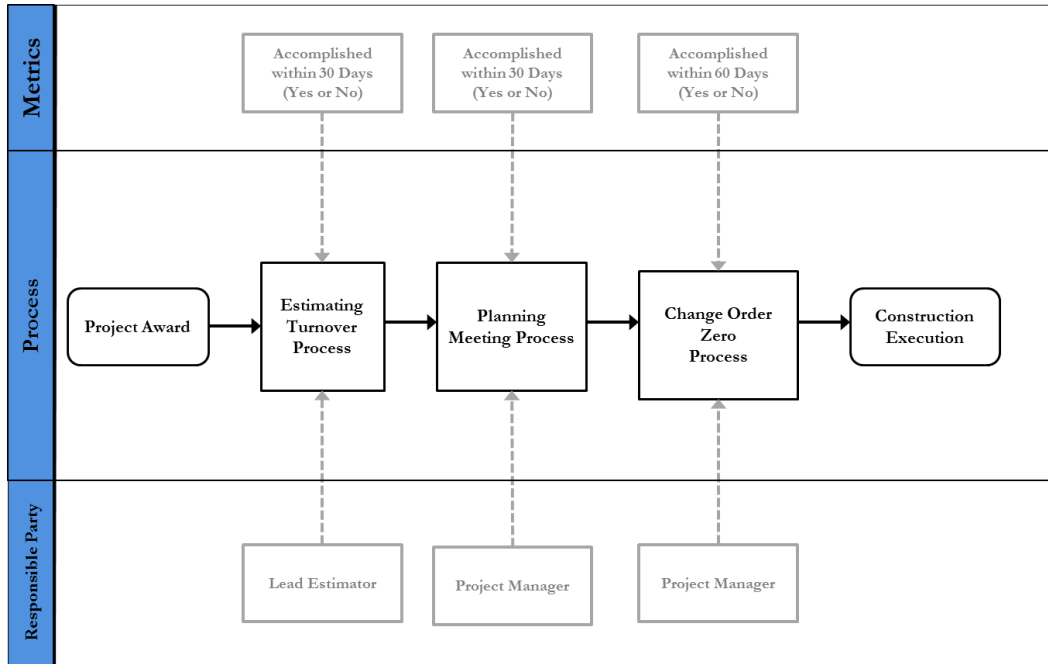 Metrics
Accomplished
within 30 Days
(Yes or No)
Accomplished
within 30 Days
(Yes or No)
Accomplished
within 60 Days
(Yes or No)
Process
Project Award
Estimating
Turnover
Process
Planning
Meeting Process
Change Order
Zero
Process
Construction
Execution
Responsible Party
Lead Estimator
Project Manager
Project Manager